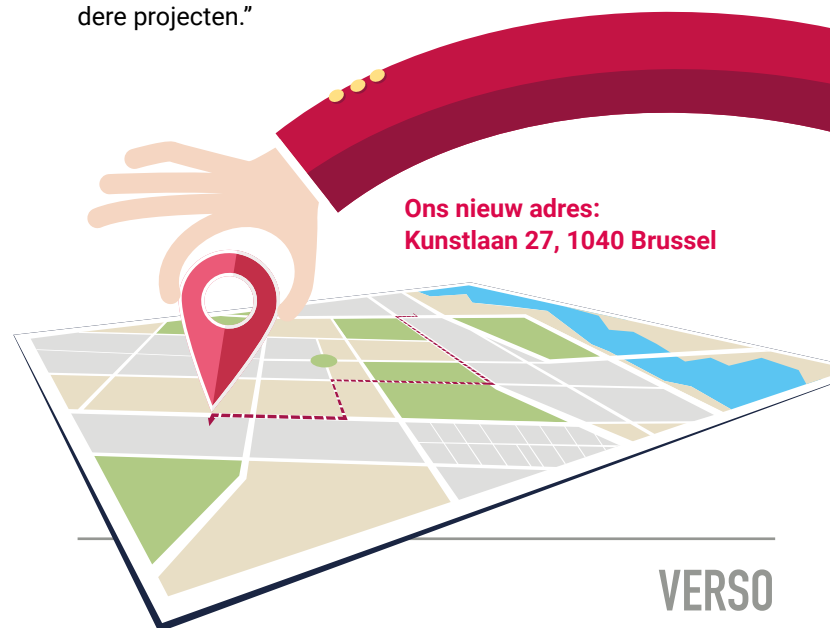 dere projecten.”
Ons nieuw adres:
Kunstlaan 27, 1040 Brussel
VERSO